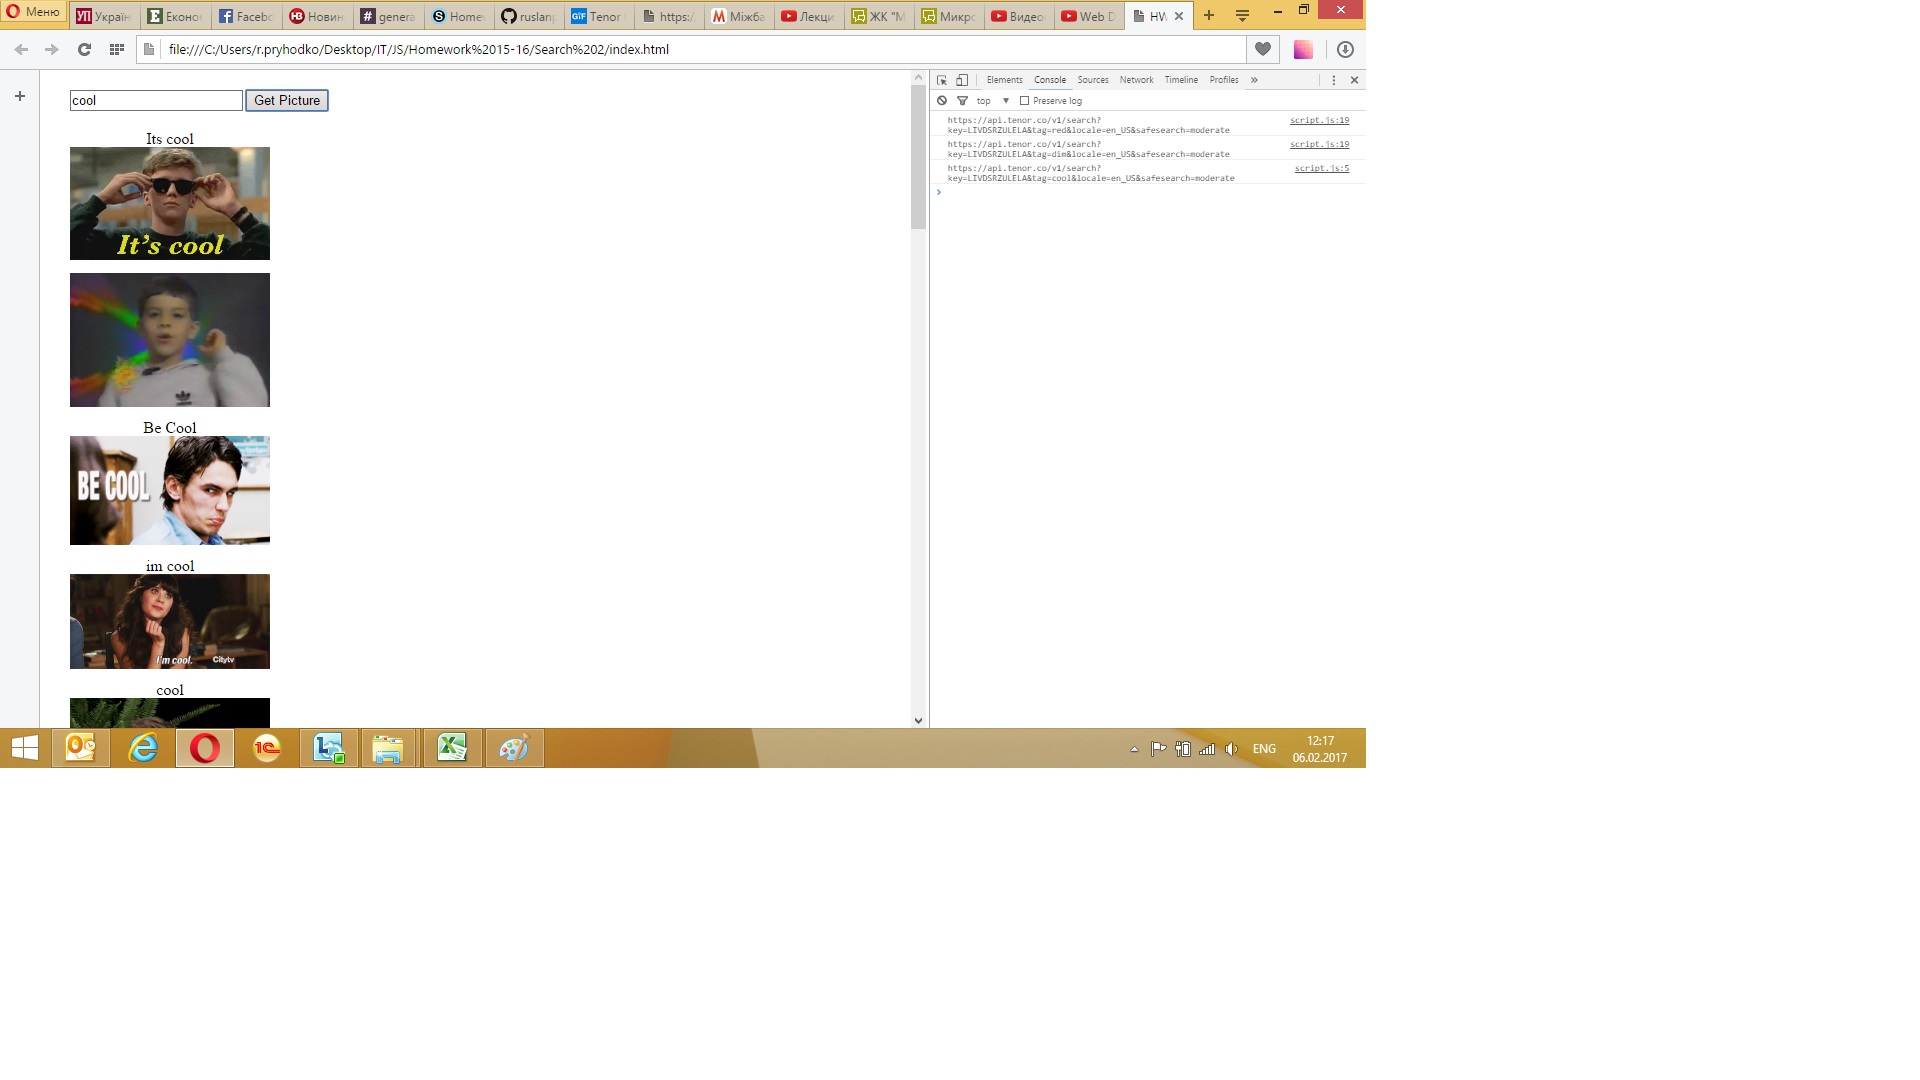 Меню
Україн
Еконо
Facebo
Новин
genera
Home
ruslan
Tenor
https:/
Міжба
Лекци
ЖК "М
Микро
Видео
Web D
HW
file:///C:/Users/r.pryhodko/Desktop/IT/JS/Homework%2015-16/Search%202/index.html
cool
Get Picture
Its cool
It's cool
Be Cool
BE COOL
im cool
I'm cool.
Citytv
cool
Elements Console Sources Network Timeline Profiles »
top
Preserve log
https://api.tenor.co/v1/search? script.js:19
key=LIVDSRZULELA&tag=red&locale=en_US&safesearch=moderate
https://api.tenor.co/v1/search? script.js:19
key=LIVDSRZULELA&tag=dim&locale=en_US&safesearch=moderate
https://api.tenor.co/v1/search? script.js:5
key=LIVDSRZULELA&tag=cool&locale=en_US&safesearch=moderate
ENG
12:17
06.02.2017